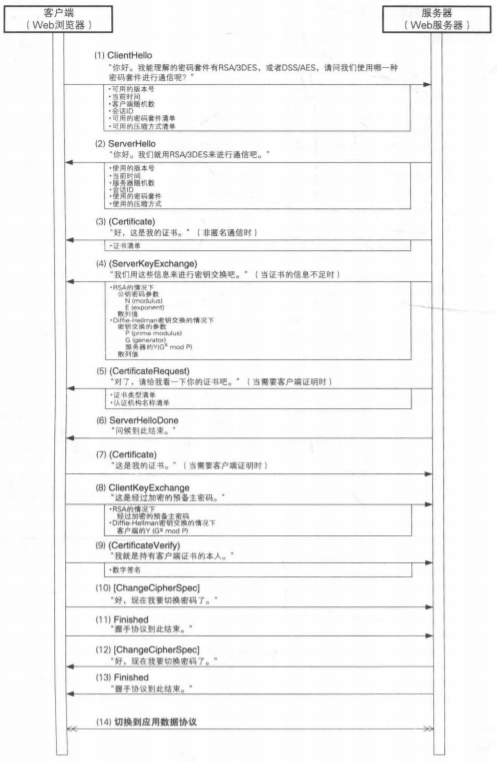 客户端
（Web浏览器）
服务器
（Web服务器）
(1) ClientHello
“你好。我能理解的密码套件有RSA/3DES，或者DSS/AES，请问我们使用哪一种
密码套件进行通信呢？”
·可用的版本号
·当前时间
·客户端随机数
·会话ID
·可用的密码套件清单
·可用的压缩方式清单
(2) ServerHello
“你好。我们就用RSA/3DES来进行通信吧。”
·使用的版本号
·当前时间
·服务器随机数
·会话ID
·使用的密码套件
·使用的压缩方式
(3) (Certificate)
“好，这是我的证书。”（非匿名通信时）
·证书清单
(4) (ServerKeyExchange)
“我们用这些信息来进行密钥交换吧。”（当证书的信息不足时）
·RSA的情况下
公钥密码参数
N (modulus)
E (exponent)
散列值
·Diffie-Hellman密钥交换的情况下
密钥交换的参数
P (prime modulus)
G (generator)
服务器的Y(Gˣ mod P)
散列值
(5) (CertificateRequest)
“对了，请给我看一下你的证书吧。”（当需要客户端证明时）
·证书类型清单
·认证机构名称清单
(6) ServerHelloDone
“问候到此结束。”
(7) (Certificate)
“这是我的证书。”（当需要客户端证明时）
(8) ClientKeyExchange
“这是经过加密的预备主密码。”
·RSA的情况下
经过加密的预备主密码
·Diffie-Hellman密钥交换的情况下
客户端的Y (Gˣ mod P)
(9) (CertificateVerify)
“我就是持有客户端证书的本人。”
·数字签名
(10) [ChangeCipherSpec]
“好，现在我要切换密码了。”
(11) Finished
“握手协议到此结束。”
(12) [ChangeCipherSpec]
“好，现在我要切换密码了。”
(13) Finished
“握手协议到此结束。”
(14) 切换到应用数据协议